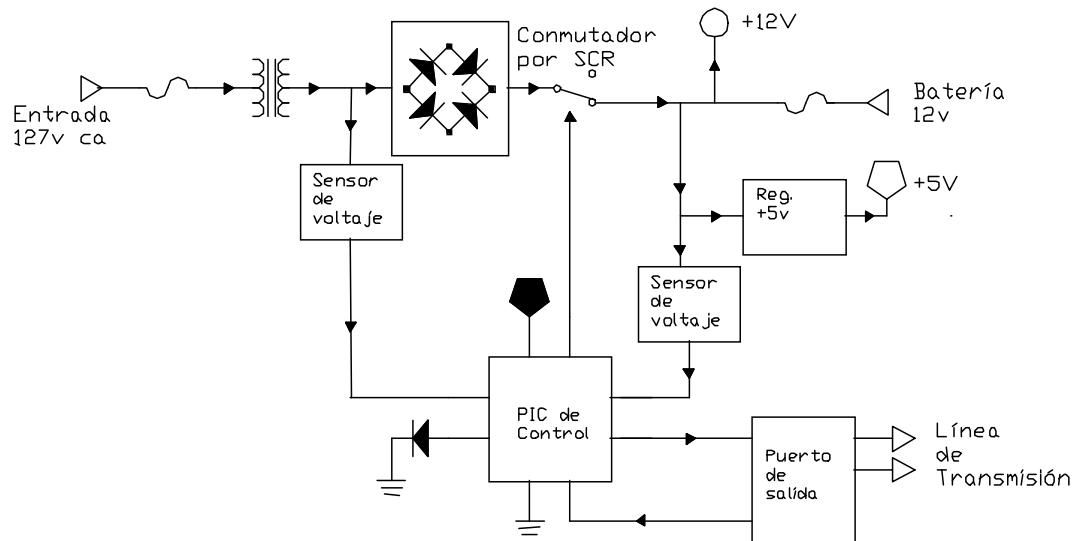 Entrada
127v ca
Conmutador
por SCR
+12V
Batería
12v
Sensor
de
voltaje
Reg.
+5v
+5V
Sensor
de
voltaje
PIC de
Control
Puerto
de
salída
Línea
de
Transmisión